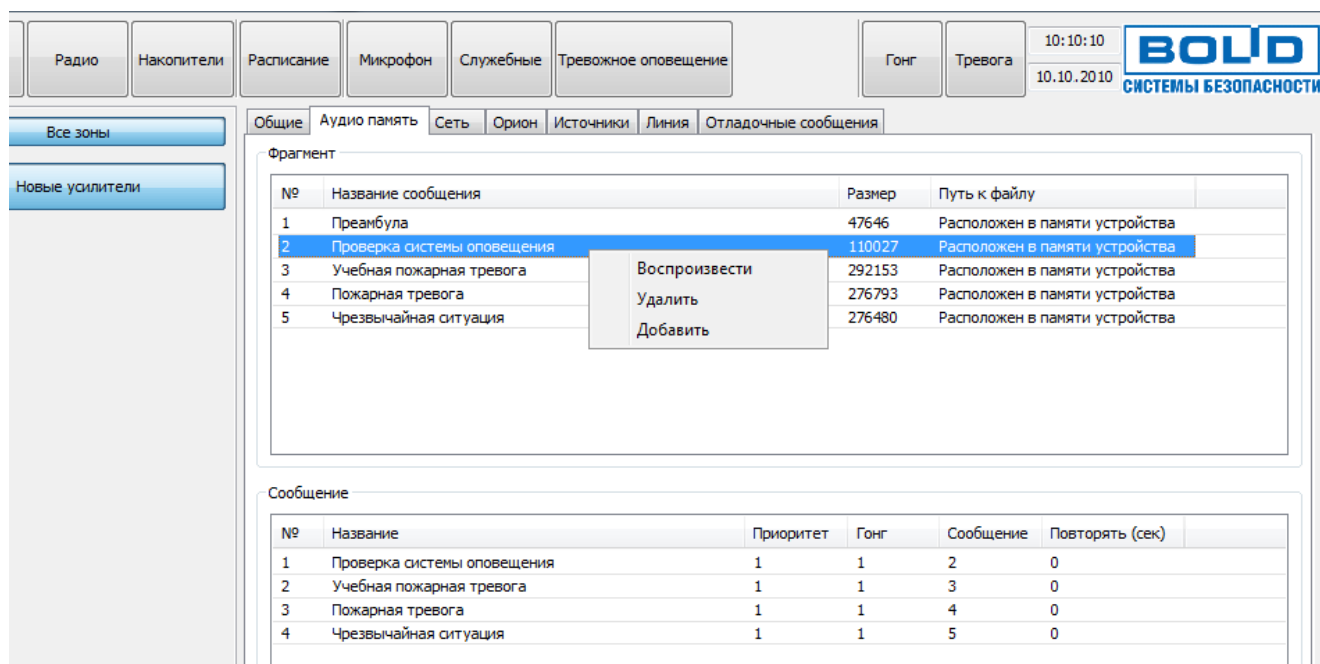 Радио Накопители Расписание Микрофон Служебные Тревожное оповещение Гонг Тревога 10:10:10
10.10.2010
BOLID
СИСТЕМЫ БЕЗОПАСНОСТИ
Все зоны
Новые усилители
Общие Аудио память Сеть Орион Источники Линия Отладочные сообщения
Фрагмент
№ Название сообщения Размер Путь к файлу
1 Преамбула 47646 Расположен в памяти устройства
2 Проверка системы оповещения 110027 Расположен в памяти устройства
3 Учебная пожарная тревога 292153 Расположен в памяти устройства
4 Пожарная тревога 276793 Расположен в памяти устройства
5 Чрезвычайная ситуация 276480 Расположен в памяти устройства
Воспроизвести
Удалить
Добавить
Сообщение
№ Название Приоритет Гонг Сообщение Повторять (сек)
1 Проверка системы оповещения 1 1 2 0
2 Учебная пожарная тревога 1 1 3 0
3 Пожарная тревога 1 1 4 0
4 Чрезвычайная ситуация 1 1 5 0